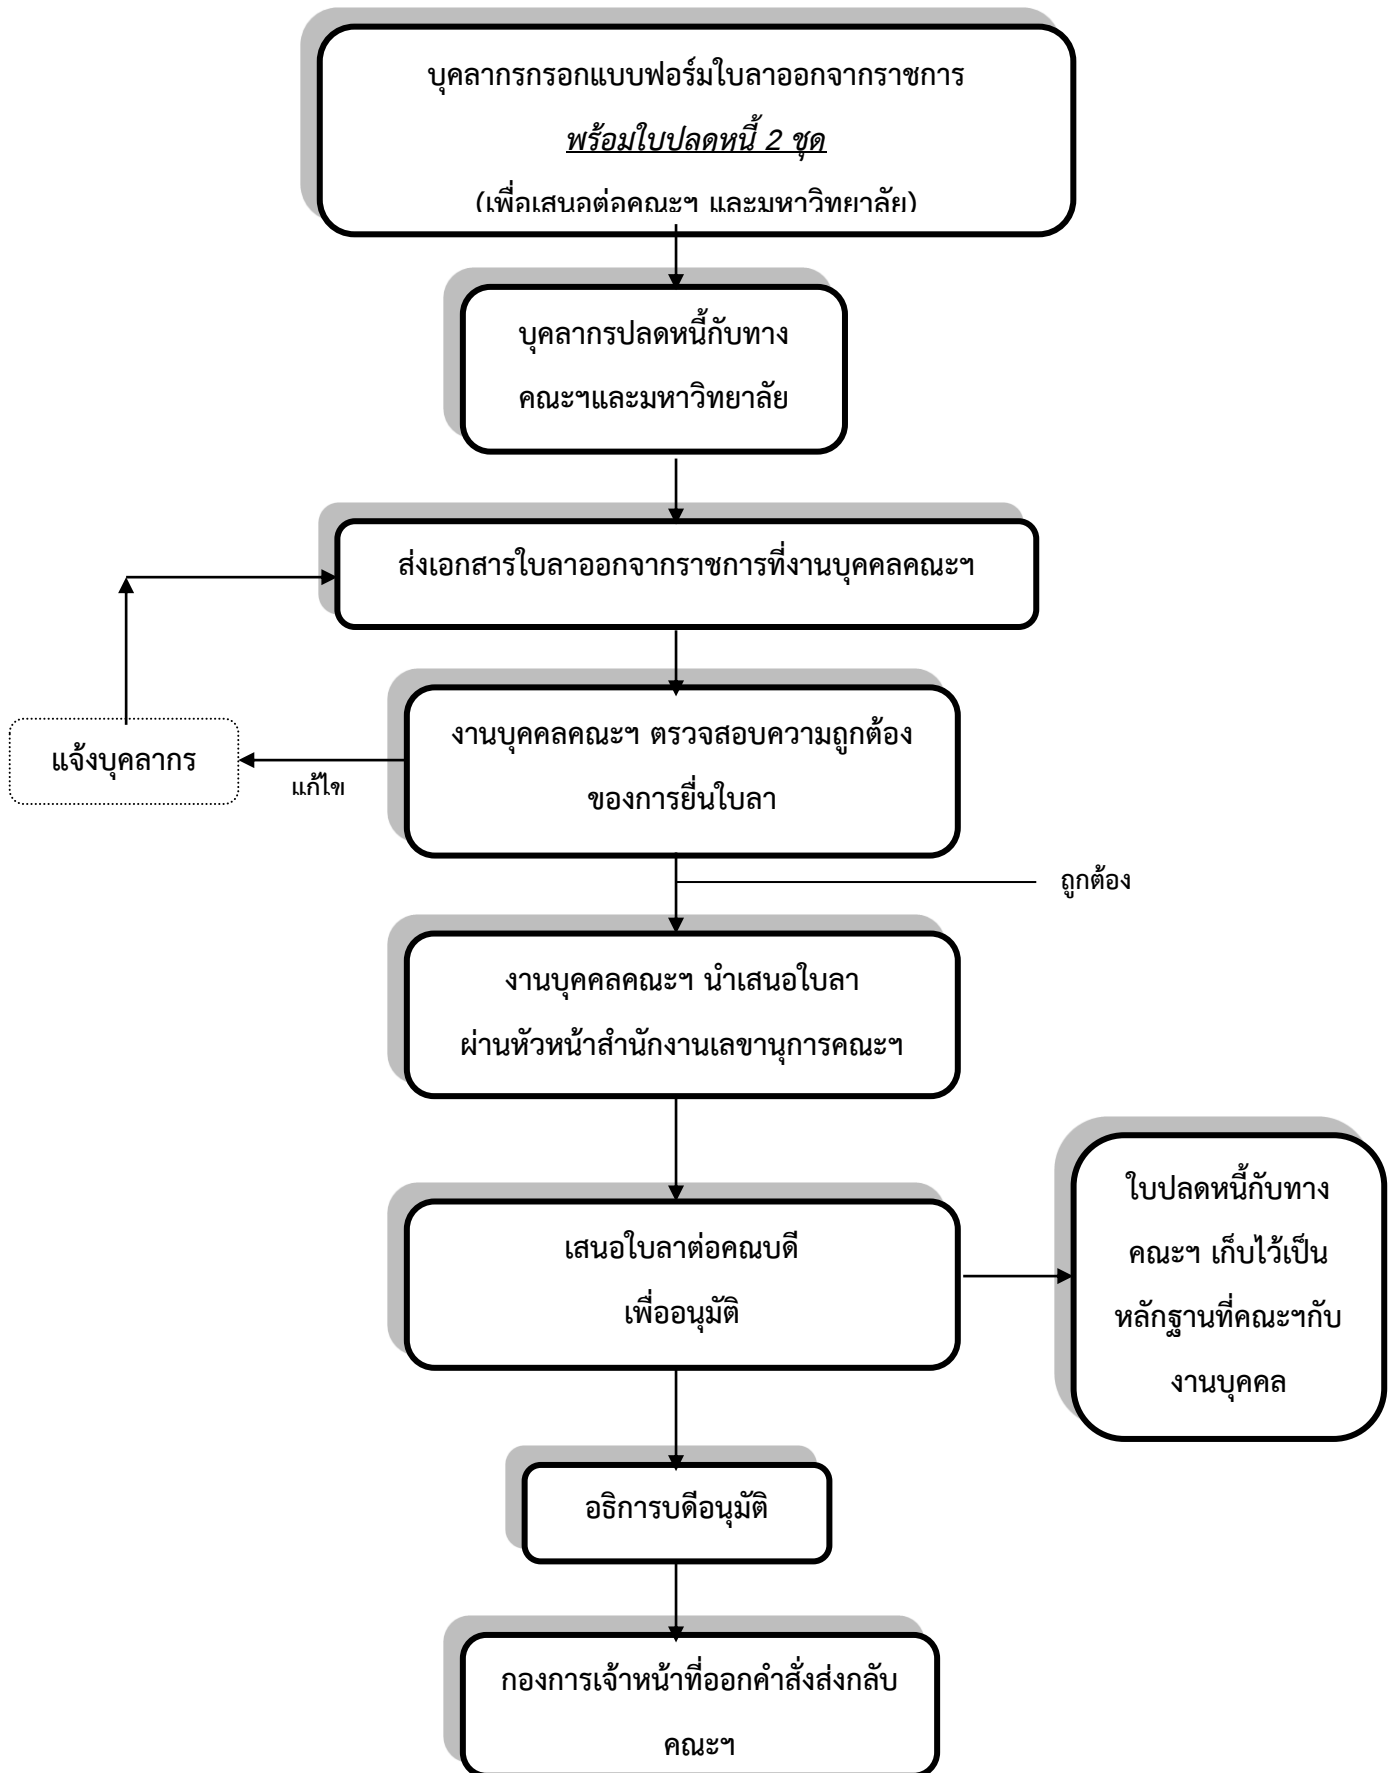 บุคลากรกรอกแบบฟอร์มใบลาออกจากราชการ
พร้อมใบปลดหนี้ 2 ชุด
(เพื่อเสนอต่อคณะฯ และมหาวิทยาลัย)
บุคลากรปลดหนี้กับทาง
คณะฯและมหาวิทยาลัย
ส่งเอกสารใบลาออกจากราชการที่งานบุคคลคณะฯ
งานบุคคลคณะฯ ตรวจสอบความถูกต้อง
ของการยื่นใบลา
แจ้งบุคลากร
แก้ไข
ถูกต้อง
งานบุคคลคณะฯ นำเสนอใบลา
ผ่านหัวหน้าสำนักงานเลขานุการคณะฯ
เสนอใบลาต่อคณบดี
เพื่ออนุมัติ
ใบปลดหนี้กับทาง
คณะฯ เก็บไว้เป็น
หลักฐานที่คณะฯกับ
งานบุคคล
อธิการบดีอนุมัติ
กองการเจ้าหน้าที่ออกคำสั่งส่งกลับ
คณะฯ